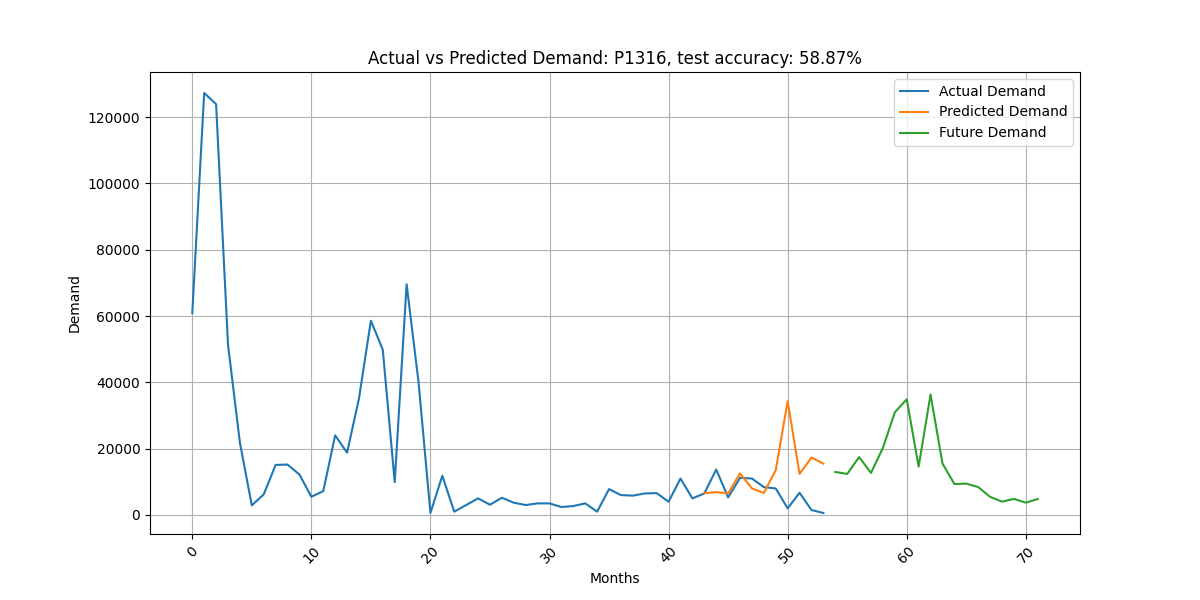 Actual vs Predicted Demand: P1316, test accuracy: 58.87%
Actual Demand
Predicted Demand
Future Demand
120000
100000
80000
60000
40000
20000
0
Demand
0 10 20 30 40 50 60 70
Months